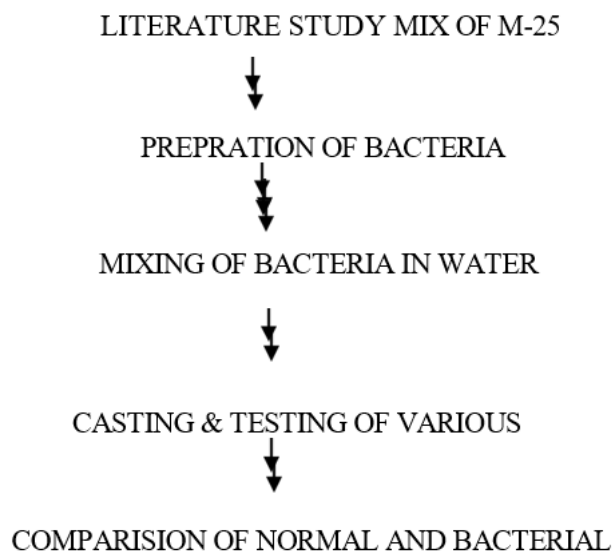 LITERATURE STUDY MIX OF M-25
PREPRATION OF BACTERIA
MIXING OF BACTERIA IN WATER
CASTING & TESTING OF VARIOUS
COMPARISION OF NORMAL AND BACTERIAL